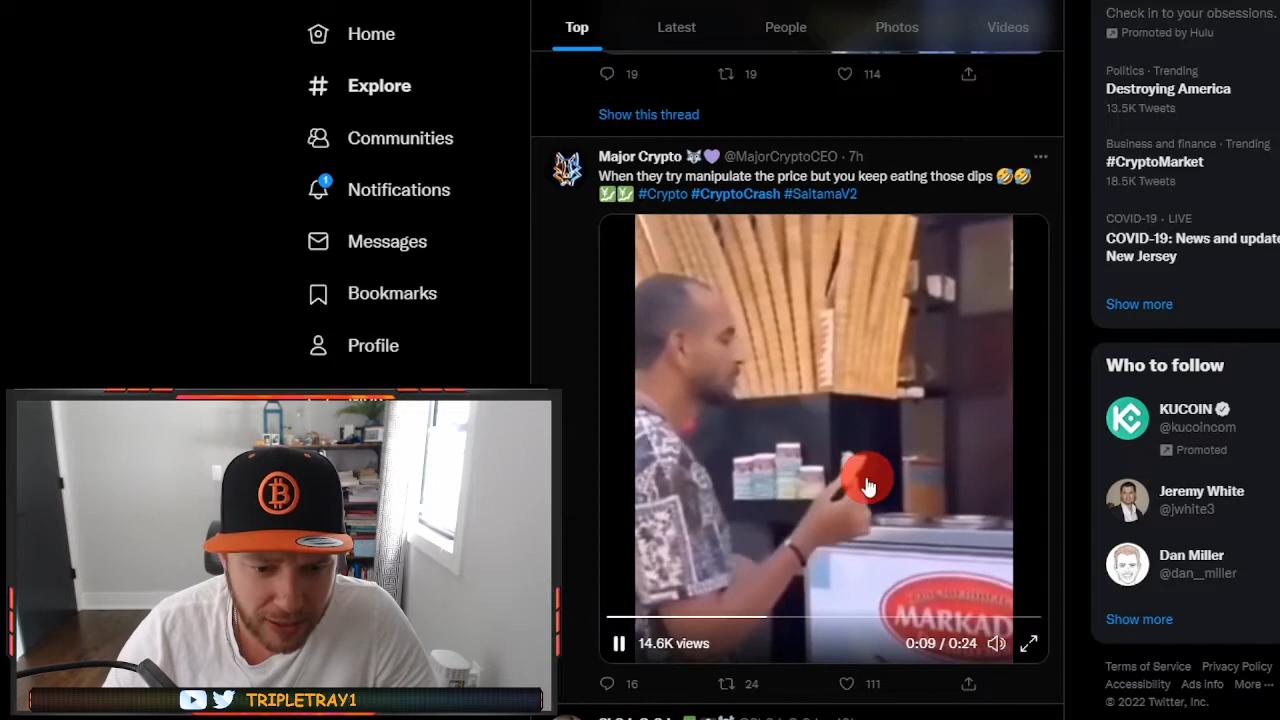 Home
Explore
Communities
1
Notifications
Messages
Bookmarks
Profile
Top
Latest
People
Photos
Videos
19
19
114
Show this thread
Major Crypto @MajorCryptoCEO · 7h
When they try manipulate the price but you keep eating those dips
#Crypto #CryptoCrash #SaitamaV2
MARKAD
14.6K views
0:09 / 0:24
16
24
111
Check in to your obsessions.
Promoted by Hulu
Politics · Trending
Destroying America
13.5K Tweets
Business and finance · Trending
#CryptoMarket
18.5K Tweets
COVID-19 · LIVE
COVID-19: News and update
New Jersey
Show more
Who to follow
KUCOIN
@kucoincom
Promoted
Jeremy White
@jwhite3
Dan Miller
@dan__miller
Show more
Terms of Service Privacy Policy
Accessibility Ads info More ···
© 2022 Twitter, Inc.
TRIPLETRAY1